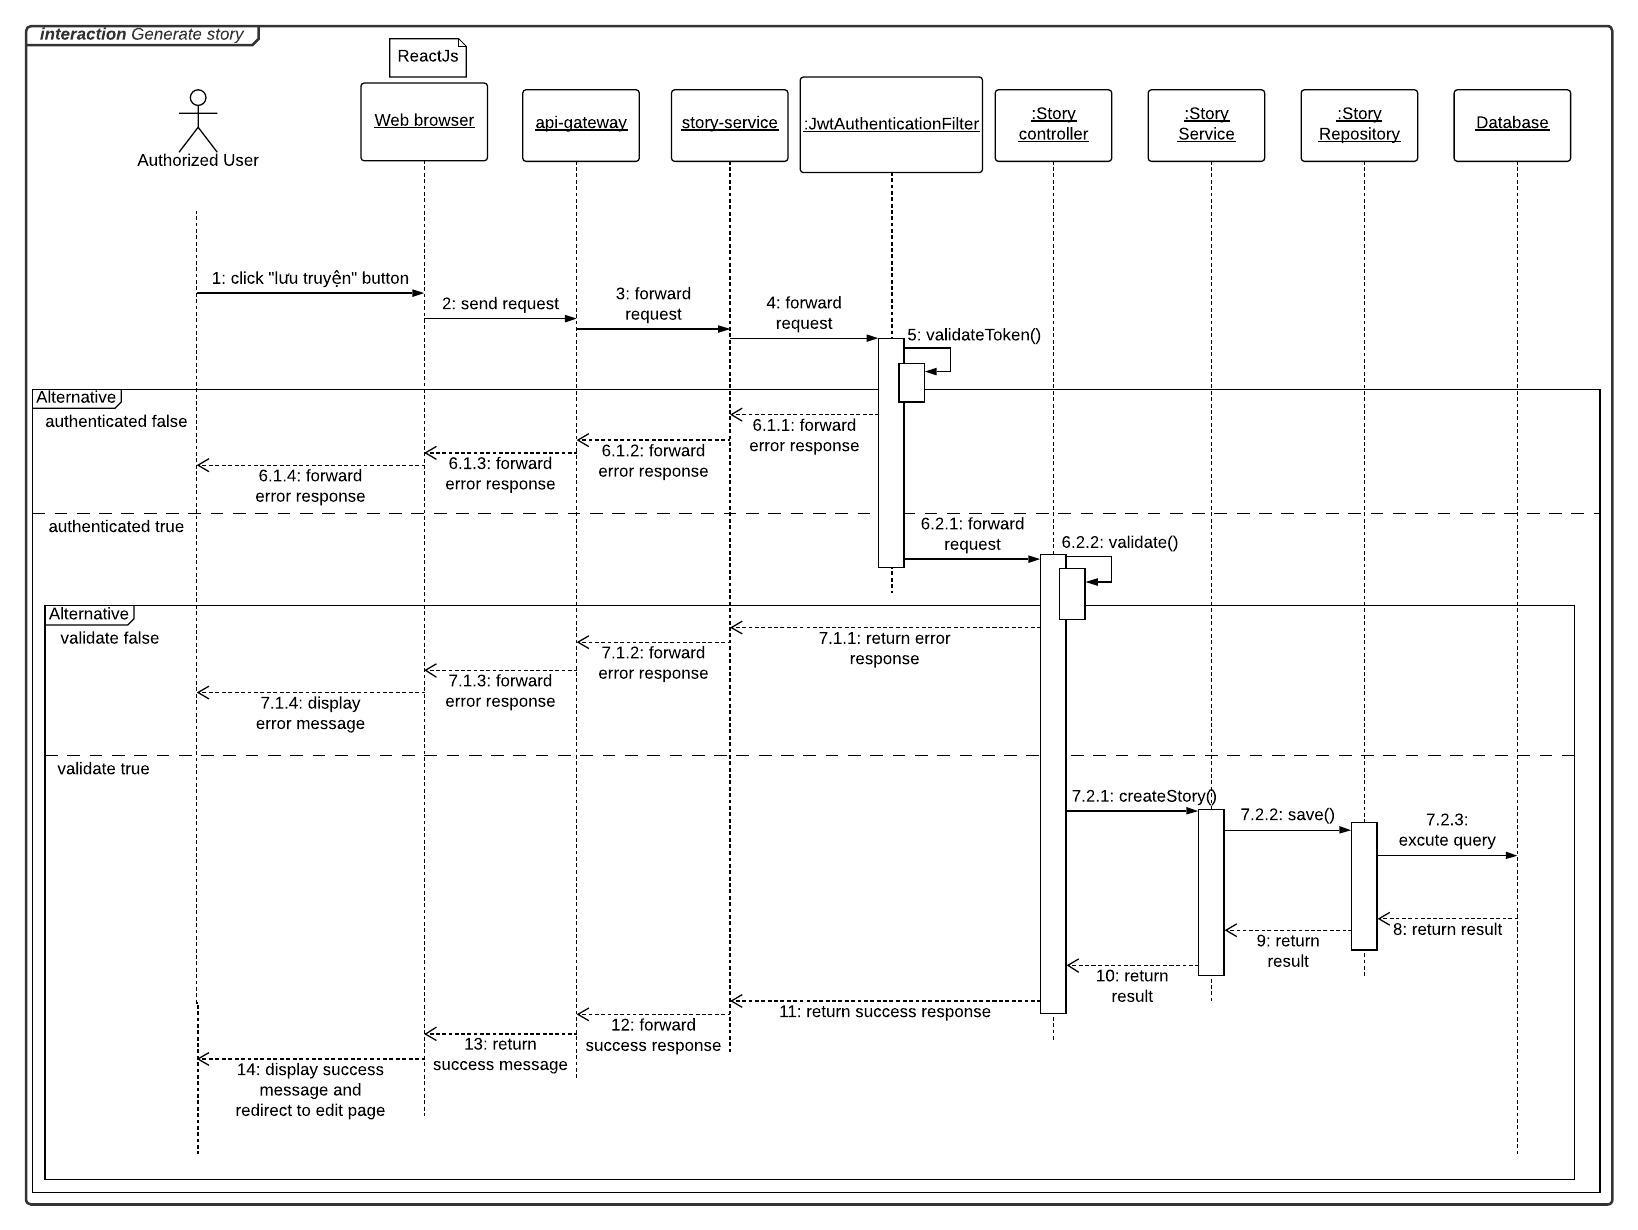 interaction Generate story
ReactJs
Authorized User
Web browser
api-gateway
story-service
:JwtAuthenticationFilter
:Story
controller
:Story
Service
:Story
Repository
Database
1: click "lưu truyện" button
2: send request
3: forward
request
4: forward
request
5: validateToken()
Alternative
authenticated false
6.1.1: forward
error response
6.1.2: forward
error response
6.1.3: forward
error response
6.1.4: forward
error response
authenticated true
6.2.1: forward
request
6.2.2: validate()
Alternative
validate false
7.1.1: return error
response
7.1.2: forward
error response
7.1.3: forward
error response
7.1.4: display
error message
validate true
7.2.1: createStory()
7.2.2: save()
7.2.3:
excute query
8: return result
9: return
result
10: return
result
11: return success response
12: forward
success response
13: return
success message
14: display success
message and
redirect to edit page